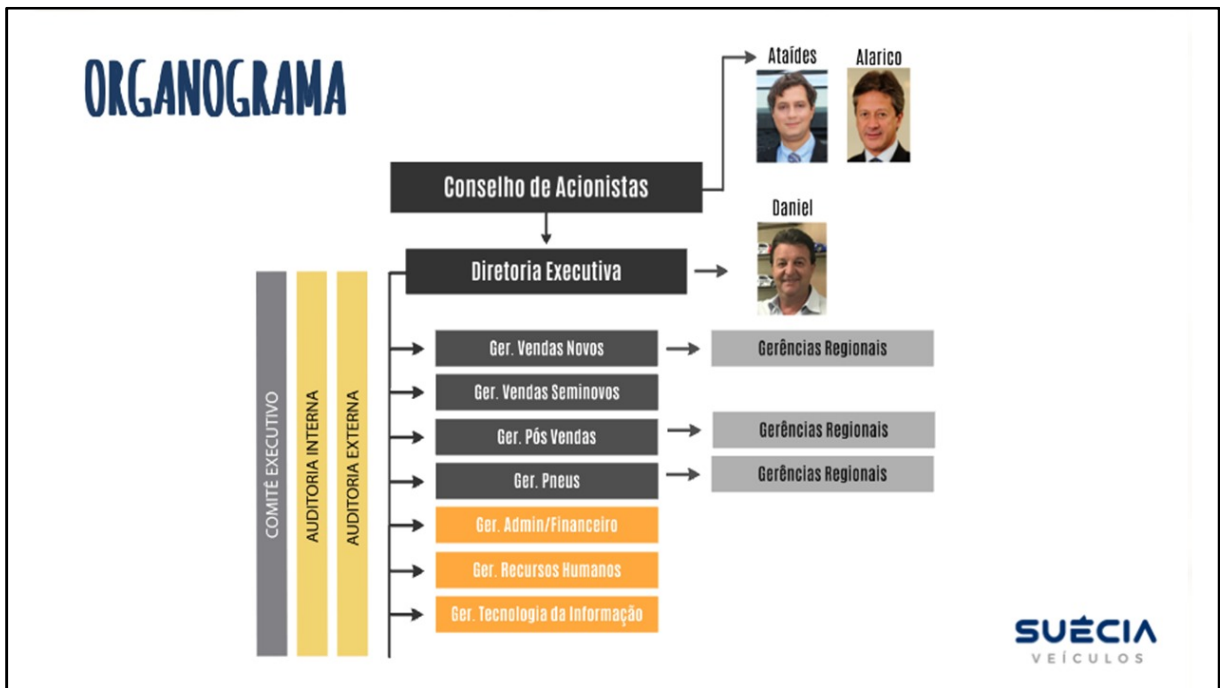 ORGANOGRAMA
Ataídes
Alarico
Conselho de Acionistas
Daniel
Diretoria Executiva
COMITÊ EXECUTIVO
AUDITORIA INTERNA
AUDITORIA EXTERNA
Ger. Vendas Novos
Gerências Regionais
Ger. Vendas Seminovos
Ger. Pós Vendas
Gerências Regionais
Ger. Pneus
Gerências Regionais
Ger. Admin/Financeiro
Ger. Recursos Humanos
Ger. Tecnologia da Informação
SUÉCIA
VEÍCULOS